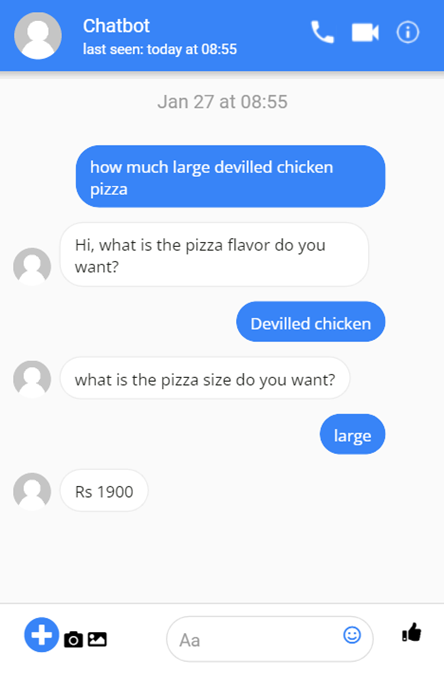 Chatbot
last seen: today at 08:55
Jan 27 at 08:55
how much large devilled chicken
pizza
Hi, what is the pizza flavor do you
want?
Devilled chicken
what is the pizza size do you want?
large
Rs 1900
Aa